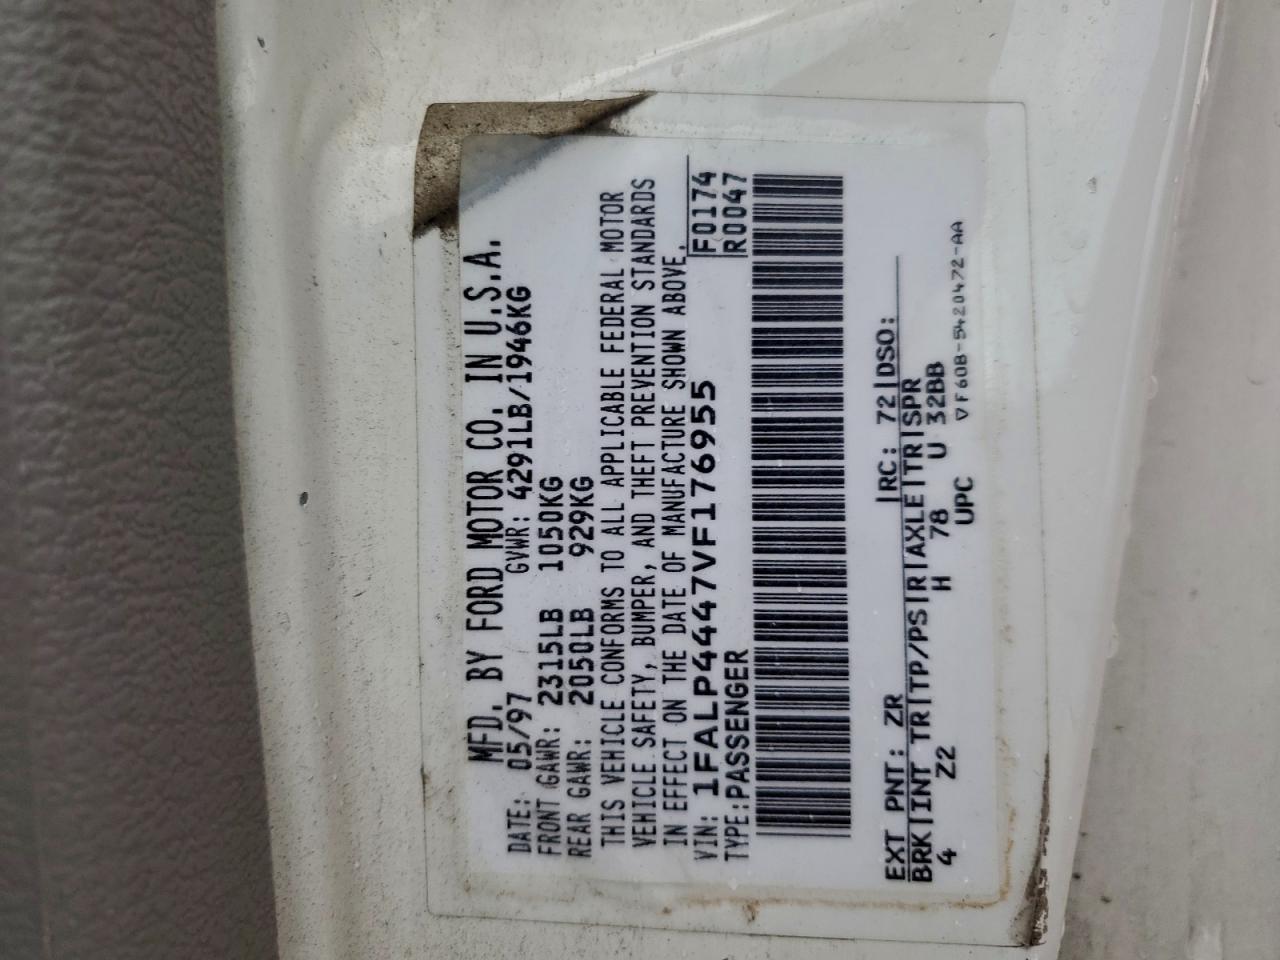 MFD. BY FORD MOTOR CO. IN U.S.A.
DATE: 05/97 GVWR: 4291LB/1946KG
FRONT GAWR: 2315LB 1050KG
REAR GAWR: 2050LB 929KG
THIS VEHICLE CONFORMS TO ALL APPLICABLE FEDERAL MOTOR
VEHICLE SAFETY, BUMPER, AND THEFT PREVENTION STANDARDS
IN EFFECT ON THE DATE OF MANUFACTURE SHOWN ABOVE.
VIN: 1FALP4447VF176955 F0174
TYPE: PASSENGER R0047
EXT PNT: ZR RC: 72 DSO:
BRK INT TR TP/PS R AXLE TR SPR
4 Z2 H 78 U 32BB
UPC ▽F60B-5420472-AA